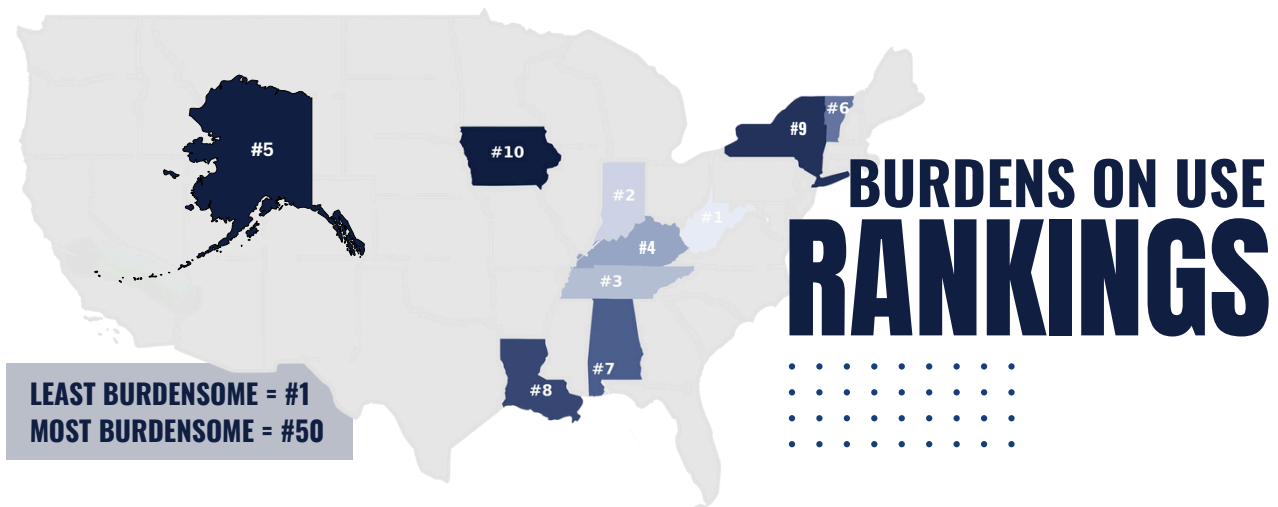 #6
#9
#5
#10
BURDENS ON USE
#2
#1
RANKINGS
#4
#3
#7
#8
LEAST BURDENSOME = #1
MOST BURDENSOME = #50